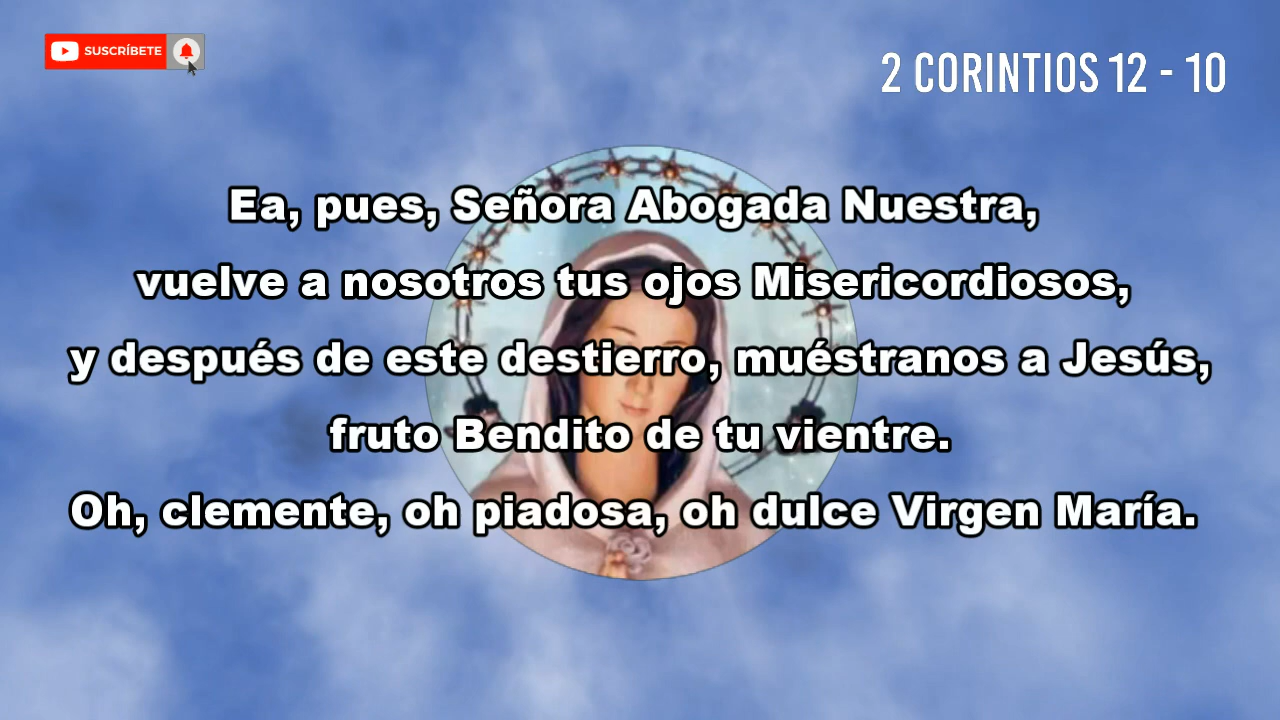 SUSCRÍBETE
2 CORINTIOS 12 - 10
Ea, pues, Señora Abogada Nuestra,
vuelve a nosotros tus ojos Misericordiosos,
y después de este destierro, muéstranos a Jesús,
fruto Bendito de tu vientre.
Oh, clemente, oh piadosa, oh dulce Virgen María.